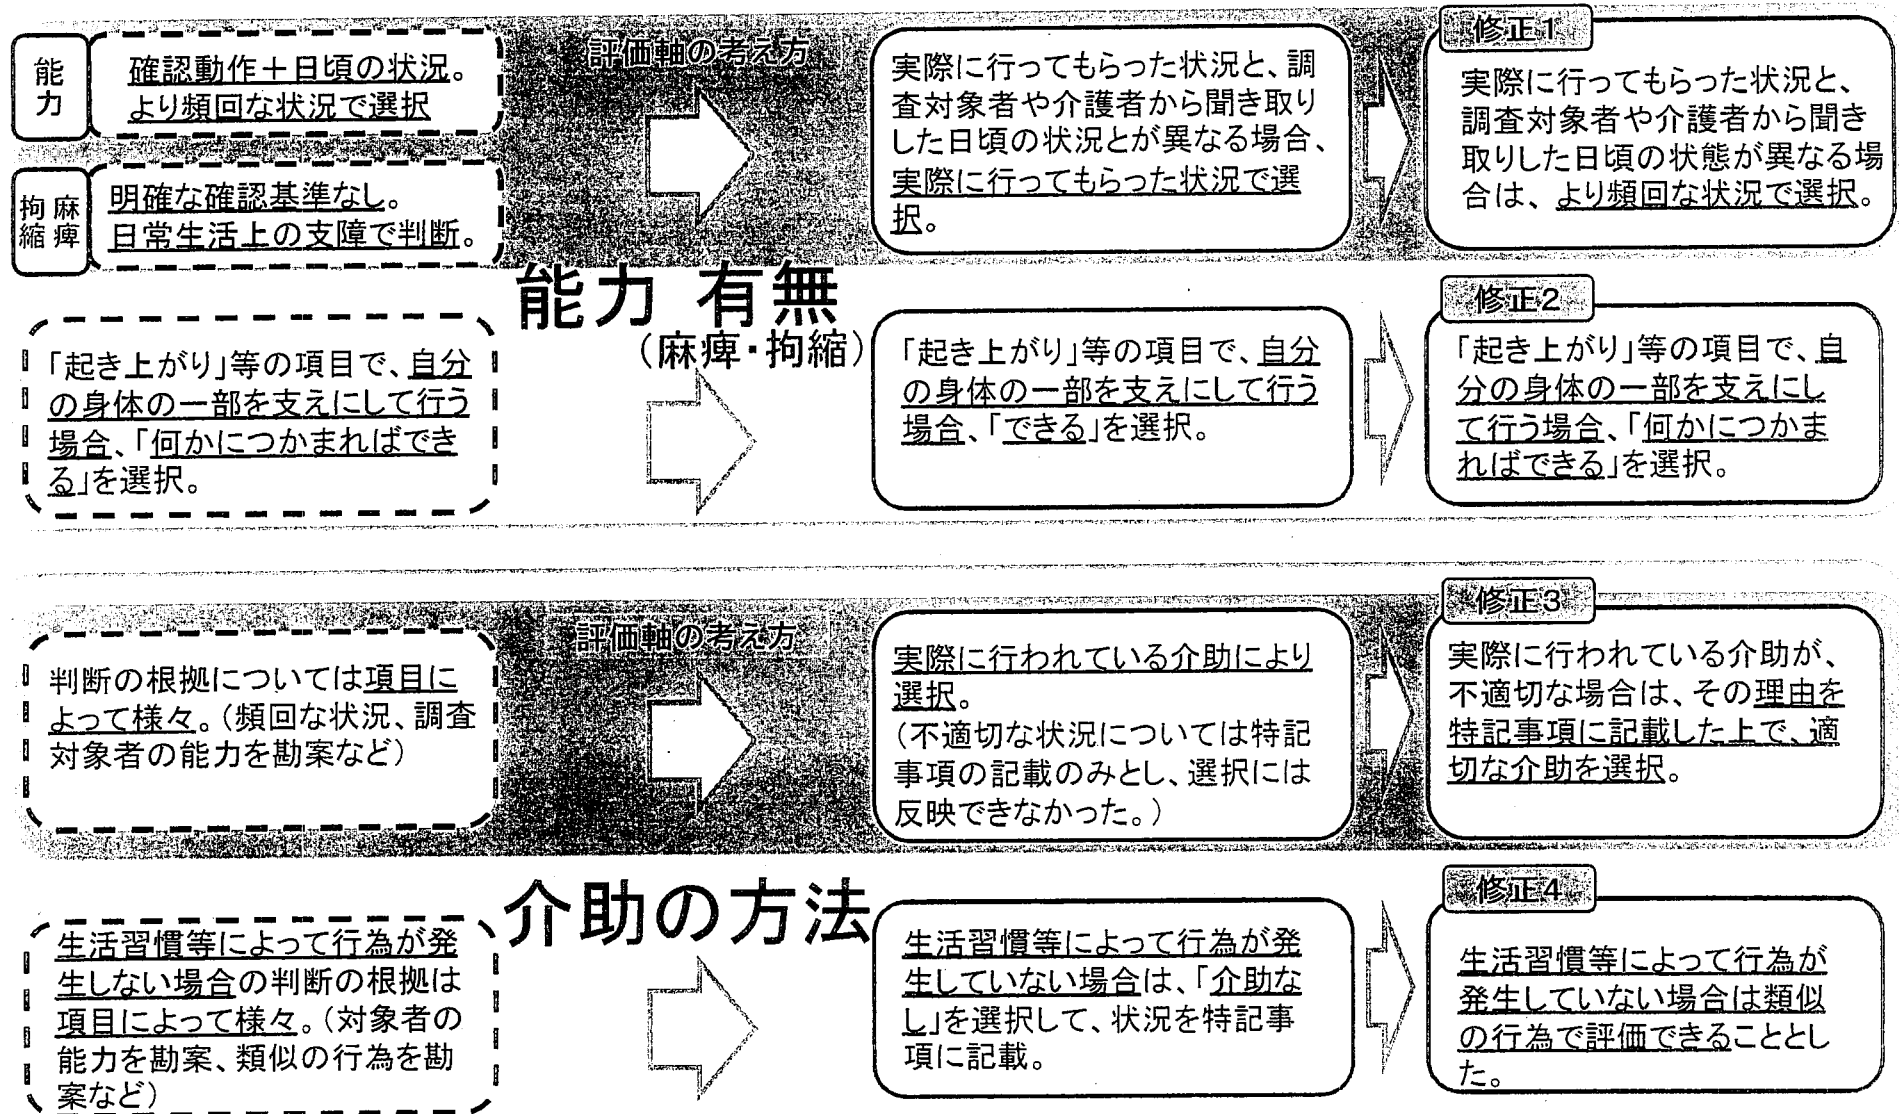 能力
確認動作+日頃の状況。
より頻回な状況で選択
麻痺
拘縮
明確な確認基準なし。
日常生活上の支障で判断。
評価軸の考え方
実際に行ってもらった状況と、調
査対象者や介護者から聞き取り
した日頃の状況とが異なる場合、
実際に行ってもらった状況で選
択。
修正1
実際に行ってもらった状況と、
調査対象者や介護者から聞き
取りした日頃の状態が異なる場
合は、より頻回な状況で選択。
能力 有無
(麻痺・拘縮)
「起き上がり」等の項目で、自分
の身体の一部を支えにして行う
場合、「何かにつかまればでき
る」を選択。
「起き上がり」等の項目で、自分
の身体の一部を支えにして行う
場合、「できる」を選択。
修正2
「起き上がり」等の項目で、自
分の身体の一部を支えにし
て行う場合、「何かにつかま
ればできる」を選択。
判断の根拠については項目に
よって様々。(頻回な状況、調査
対象者の能力を勘案など)
評価軸の考え方
実際に行われている介助により
選択。
(不適切な状況については特記
事項の記載のみとし、選択には
反映できなかった。)
修正3
実際に行われている介助が、
不適切な場合は、その理由を
特記事項に記載した上で、適
切な介助を選択。
介助の方法
生活習慣等によって行為が発
生しない場合の判断の根拠は
項目によって様々。(対象者の
能力を勘案、類似の行為を勘
案など)
生活習慣等によって行為が発
生していない場合は、「介助な
し」を選択して、状況を特記事
項に記載。
修正4
生活習慣等によって行為が
発生していない場合は類似
の行為で評価できることとし
た。